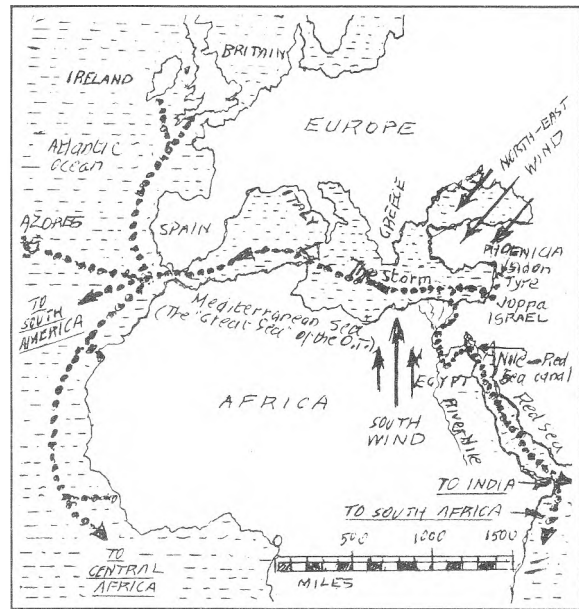 BRITAIN
IRELAND
EUROPE
Atlantic
Ocean
NORTH-EAST
WIND
AZORES
SPAIN
ITALY
GREECE
PHOENICIA
Sidon
Tyre
Joppa
ISRAEL
The storm
TO
SOUTH
AMERICA
Mediterranean Sea
(The "Great Sea" of the O.T.)
Nile-Red
Sea canal
EGYPT
AFRICA
SOUTH
WIND
River Nile
Red Sea
TO INDIA
TO SOUTH AFRICA
TO
CENTRAL
AFRICA
500 1000 1500
MILES